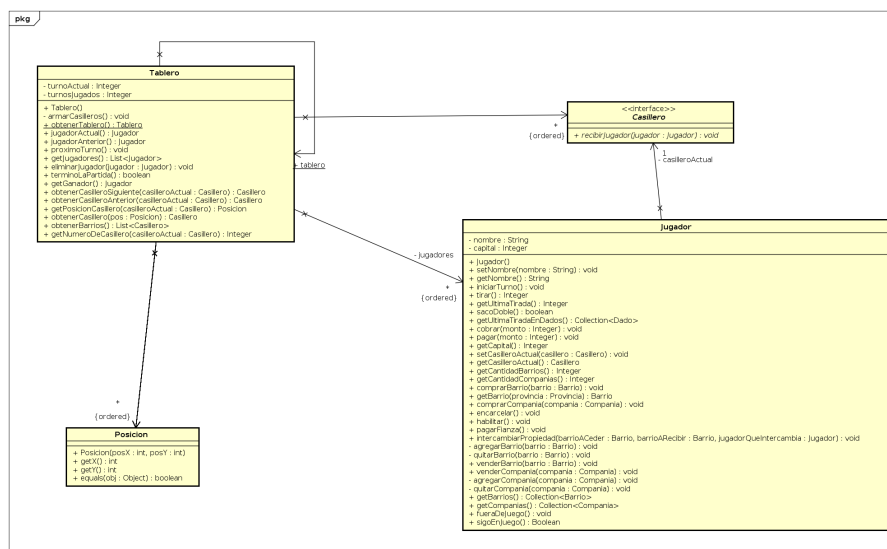 pkg
Tablero
- turnoActual : Integer
- turnosJugados : Integer
+ Tablero()
- armarCasilleros() : void
+ obtenerTablero() : Tablero
+ jugadorActual() : Jugador
+ jugadorAnterior() : Jugador
+ proximoTurno() : void
+ getJugadores() : List<Jugador>
+ eliminarJugador(jugador : Jugador) : void
+ terminoLaPartida() : boolean
+ getGanador() : Jugador
+ obtenerCasilleroSiguiente(casilleroActual : Casillero) : Casillero
+ obtenerCasilleroAnterior(casilleroActual : Casillero) : Casillero
+ getPosicionCasillero(casilleroActual : Casillero) : Posicion
+ obtenerCasillero(pos : Posicion) : Casillero
+ obtenerBarrios() : List<Casillero>
+ getNumeroDeCasillero(casilleroActual : Casillero) : Integer
+ tablero
*
{ordered}
<<interface>>
Casillero
+ recibirJugador(jugador : Jugador) : void
1
- casilleroActual
- jugadores
*
{ordered}
Jugador
- nombre : String
- capital : Integer
+ Jugador()
+ setNombre(nombre : String) : void
+ getNombre() : String
+ iniciarTurno() : void
+ tirar() : Integer
+ getUltimaTirada() : Integer
+ sacoDoble() : boolean
+ getUltimaTiradaEnDados() : Collection<Dado>
+ cobrar(monto : Integer) : void
+ pagar(monto : Integer) : void
+ getCapital() : Integer
+ setCasilleroActual(casillero : Casillero) : void
+ getCasilleroActual() : Casillero
+ getCantidadBarrios() : Integer
+ getCantidadCompanias() : Integer
+ comprarBarrio(barrio : Barrio) : void
+ getBarrio(provincia : Provincia) : Barrio
+ comprarCompania(compania : Compania) : void
+ encarcelar() : void
+ habilitar() : void
+ pagarFianza() : void
+ intercambiarPropiedad(barrioACeder : Barrio, barrioARecibir : Barrio, jugadorQueIntercambia : Jugador) : void
- agregarBarrio(barrio : Barrio) : void
- quitarBarrio(barrio : Barrio) : void
+ venderBarrio(barrio : Barrio) : void
+ venderCompania(compania : Compania) : void
- agregarCompania(compania : Compania) : void
- quitarCompania(compania : Compania) : void
+ getBarrios() : Collection<Barrio>
+ getCompanias() : Collection<Compania>
+ fueraDeJuego() : void
+ sigoEnJuego() : Boolean
*
{ordered}
Posicion
+ Posicion(posX : int, posY : int)
+ getX() : int
+ getY() : int
+ equals(obj : Object) : boolean